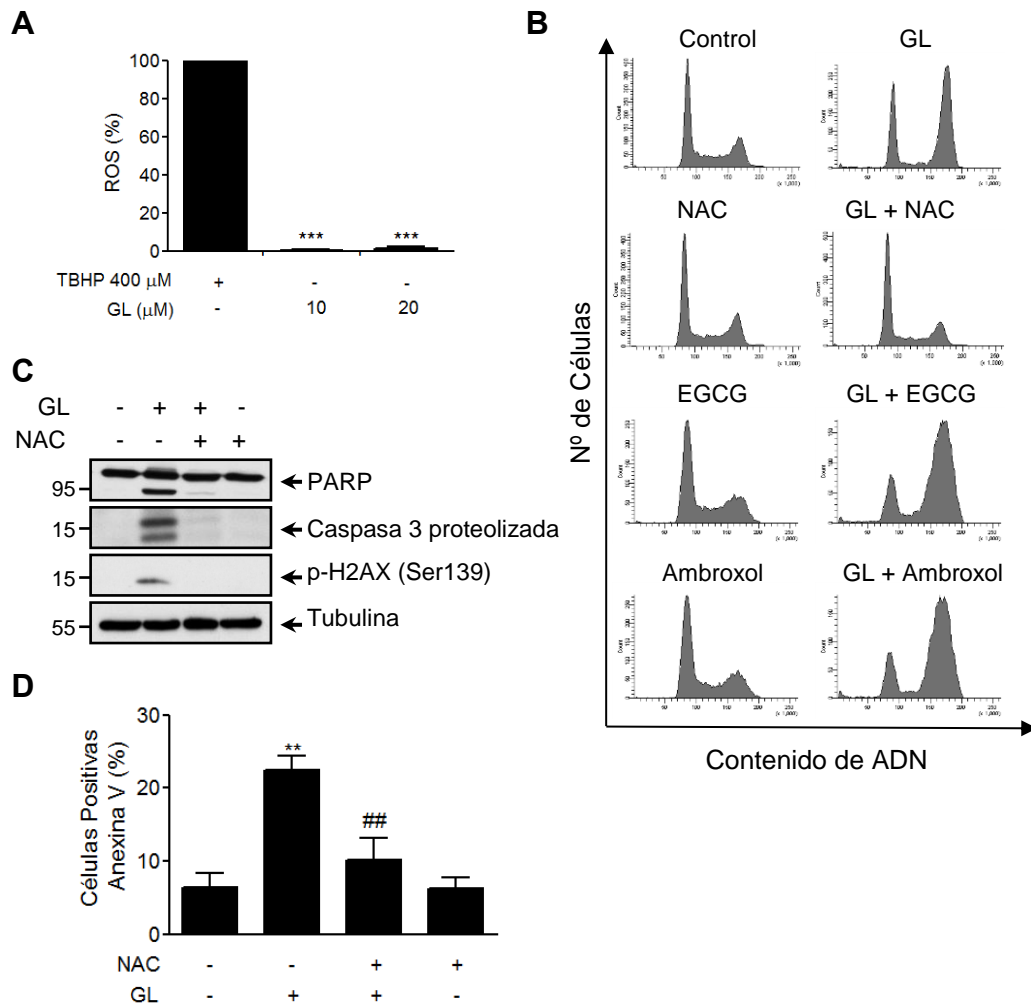 A
ROS (%)
100
80
60
40
20
0
*** ***
TBHP 400 μM + - -
GL (μM) - 10 20
B
Nº de Células
Control GL
NAC GL + NAC
EGCG GL + EGCG
Ambroxol GL + Ambroxol
Contenido de ADN
C
GL - + + -
NAC - - + +
95 PARP
15 Caspasa 3 proteolizada
15 p-H2AX (Ser139)
55 Tubulina
D
Células Positivas
Anexina V (%)
30
20
10
0
** ##
NAC - - + +
GL - + + -